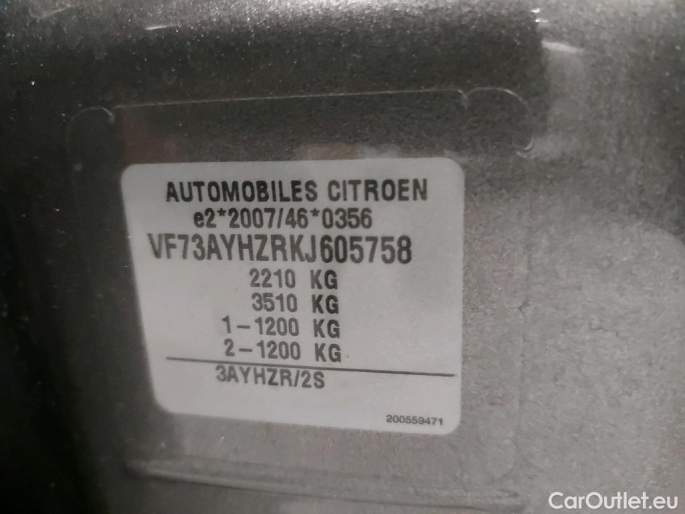 AUTOMOBILES CITROEN
e2*2007/46*0356
VF73AYHZRKJ605758
2210 KG
3510 KG
1-1200 KG
2-1200 KG
3AYHZR/2S
200559471
CarOutlet.eu